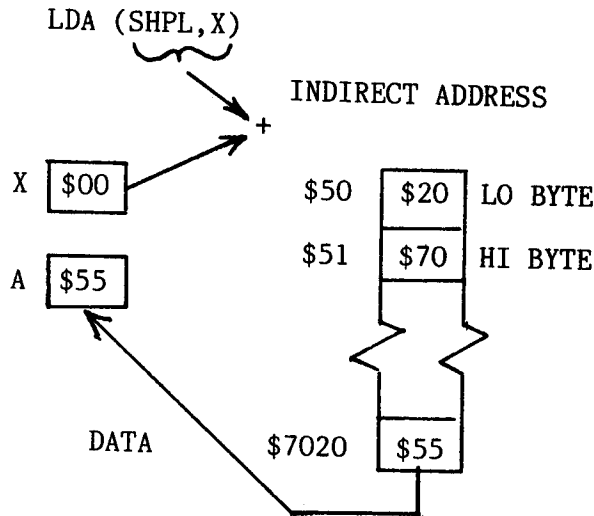 LDA (SHPL,X)
INDIRECT ADDRESS
+
X $00
$50 $20 LO BYTE
$51 $70 HI BYTE
A $55
DATA
$7020 $55